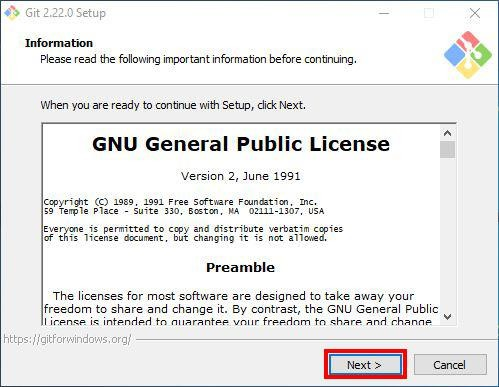 Git 2.22.0 Setup
Information
Please read the following important information before continuing.
When you are ready to continue with Setup, click Next.
GNU General Public License
Version 2, June 1991
Copyright (C) 1989, 1991 Free Software Foundation, Inc.
59 Temple Place - Suite 330, Boston, MA  02111-1307, USA
Everyone is permitted to copy and distribute verbatim copies
of this license document, but changing it is not allowed.
Preamble
The licenses for most software are designed to take away your
freedom to share and change it. By contrast, the GNU General Public
License is intended to guarantee your freedom to share and change
https://gitforwindows.org/
Next >
Cancel